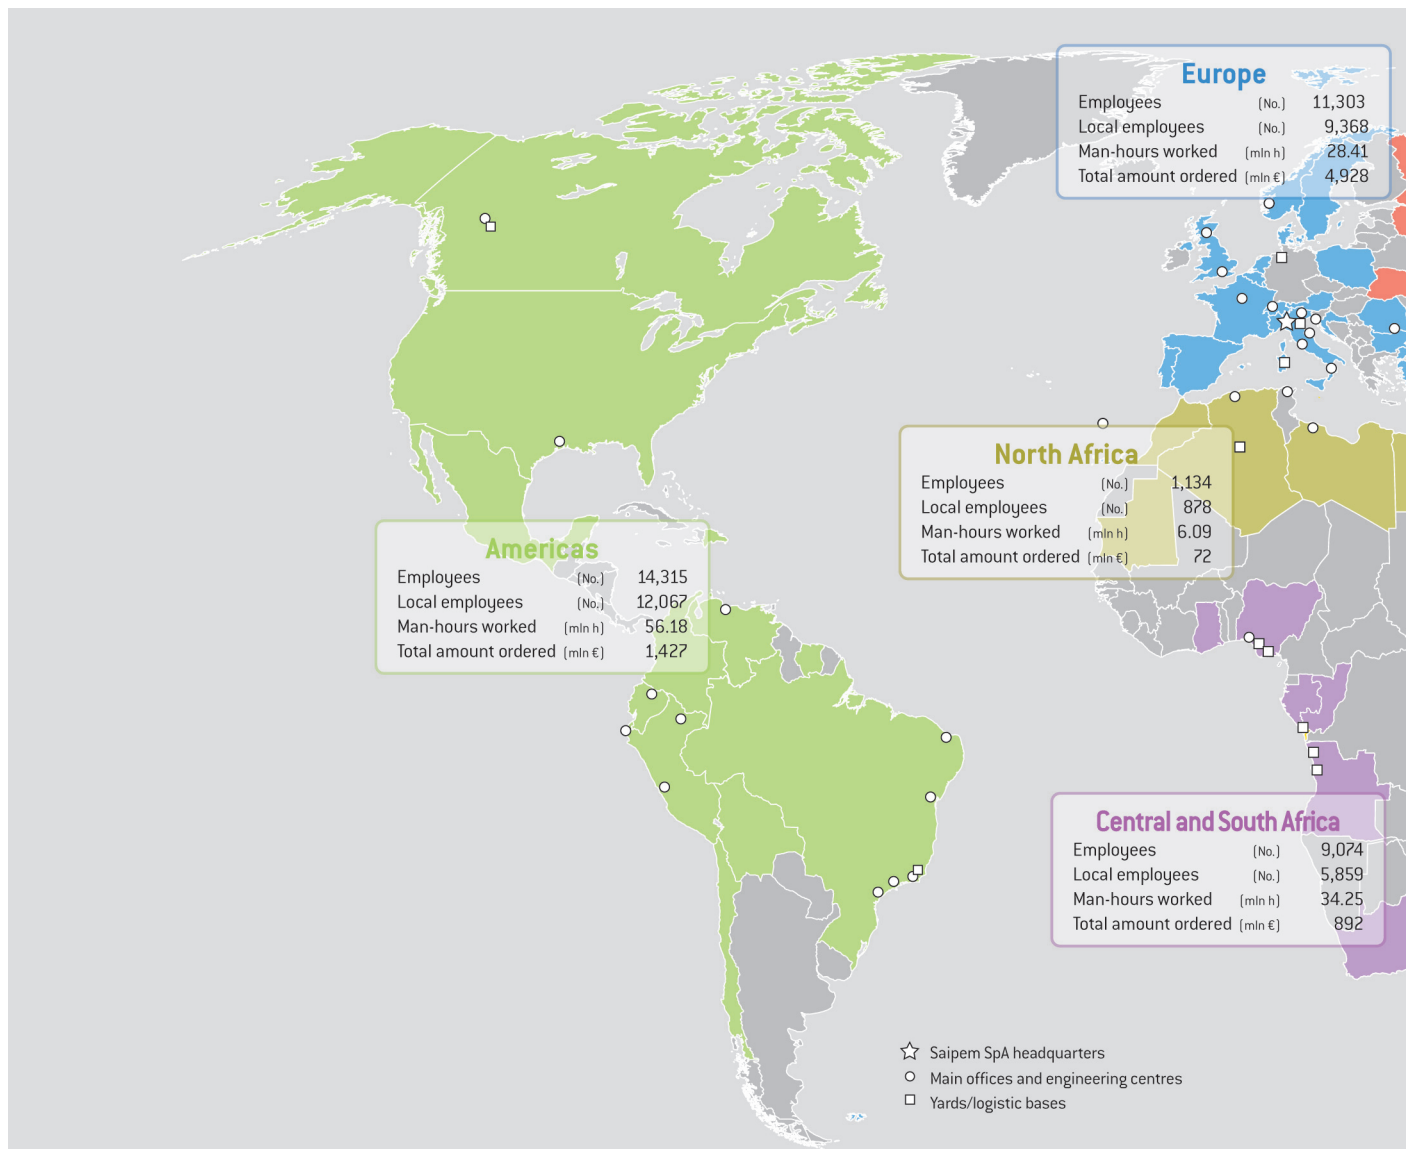 Europe
Employees (No.) 11,303
Local employees (No.) 9,368
Man-hours worked (mln h) 28.41
Total amount ordered (mln €) 4,928
North Africa
Employees (No.) 1,134
Local employees (No.) 878
Man-hours worked (mln h) 6.09
Total amount ordered (mln €) 72
Americas
Employees (No.) 14,315
Local employees (No.) 12,067
Man-hours worked (mln h) 56.18
Total amount ordered (mln €) 1,427
Central and South Africa
Employees (No.) 9,074
Local employees (No.) 5,859
Man-hours worked (mln h) 34.25
Total amount ordered (mln €) 892
Saipem SpA headquarters
Main offices and engineering centres
Yards/logistic bases